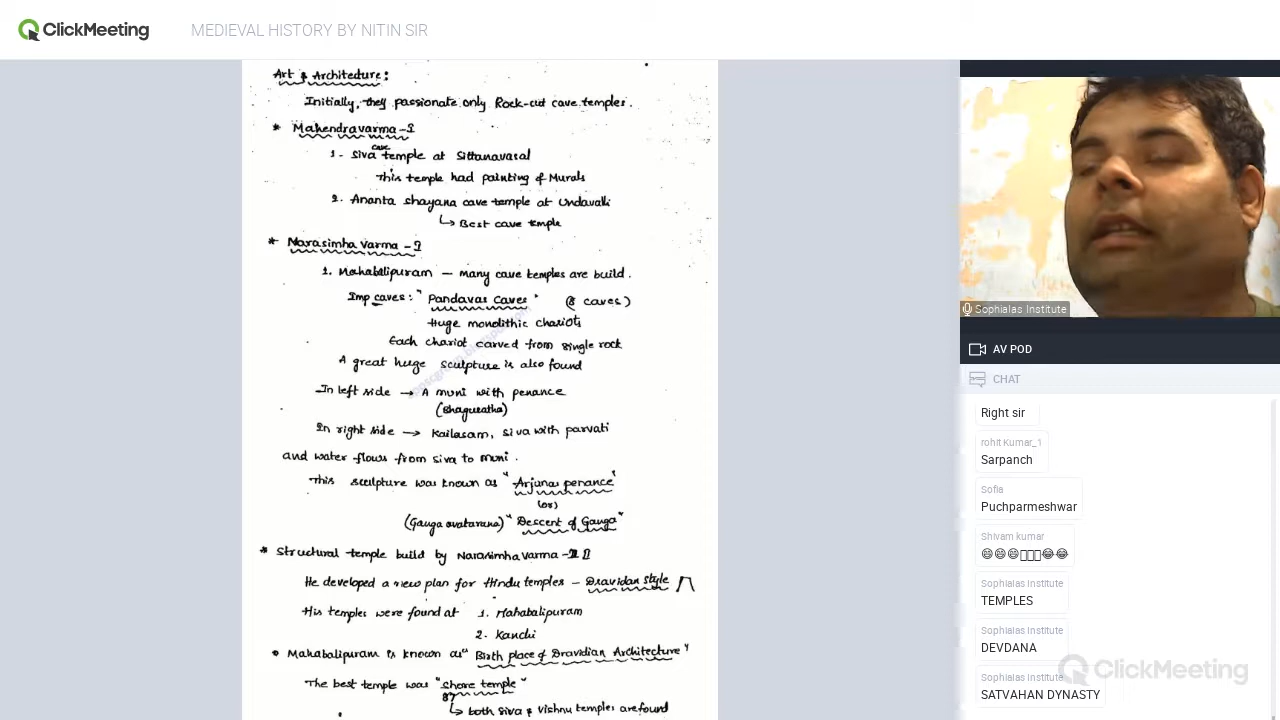 ClickMeeting
MEDIEVAL HISTORY BY NITIN SIR
Art & Architecture:
Initially, they passionate only Rock-cut cave temples.
* Mahendravarma-I
1. Siva cave temple at Sittanavasal
This temple had painting of Murals
2. Ananta Shayana cave temple at Undavalli
↳ Best cave temple
* Narasimha Varma-I
1. Mahabalipuram — many cave temples are build.
Imp caves: "Pandavas Caves" (8 caves)
Huge monolithic chariots
Each chariot carved from single rock
A great huge sculpture is also found
In left side → A muni with penance
(Bhaguratha)
In right side → Kailasam, Siva with parvati
and water flows from Siva to muni.
This sculpture was known as "Arjunas penance"
(or)
(Ganga avatarana) "Descent of Ganga"
* Structural temple build by Narasimha Varma-II
He developed a new plan for Hindu temples - Dravidan style
His temples were found at 1. Mahabalipuram
2. Kanchi
* Mahabalipuram is known as "Birth place of Dravidian Architecture"
The best temple was "Shore temple"
↳ both Siva & Vishnu temples are found
Sophialas Institute
AV POD
CHAT
Right sir
rohit Kumar_1
Sarpanch
Sofia
Puchparmeshwar
Shivam kumar
Sophialas Institute
TEMPLES
Sophialas Institute
DEVDANA
Sophialas Institute
SATVAHAN DYNASTY
ClickMeeting